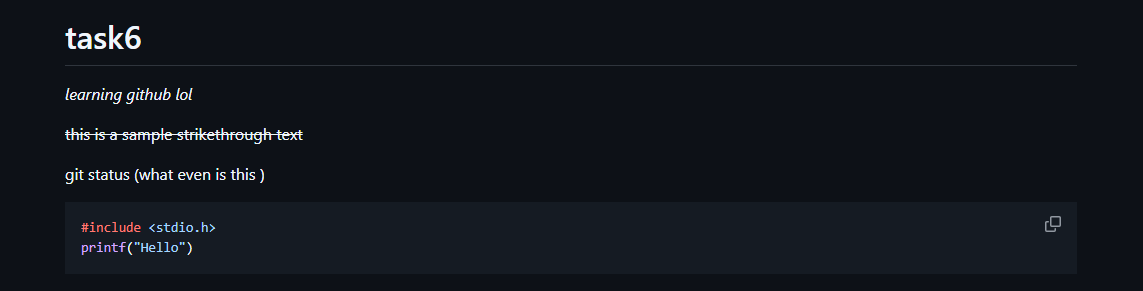 task6
learning github lol
this is a sample strikethrough text
git status (what even is this )
#include <stdio.h>
printf("Hello")